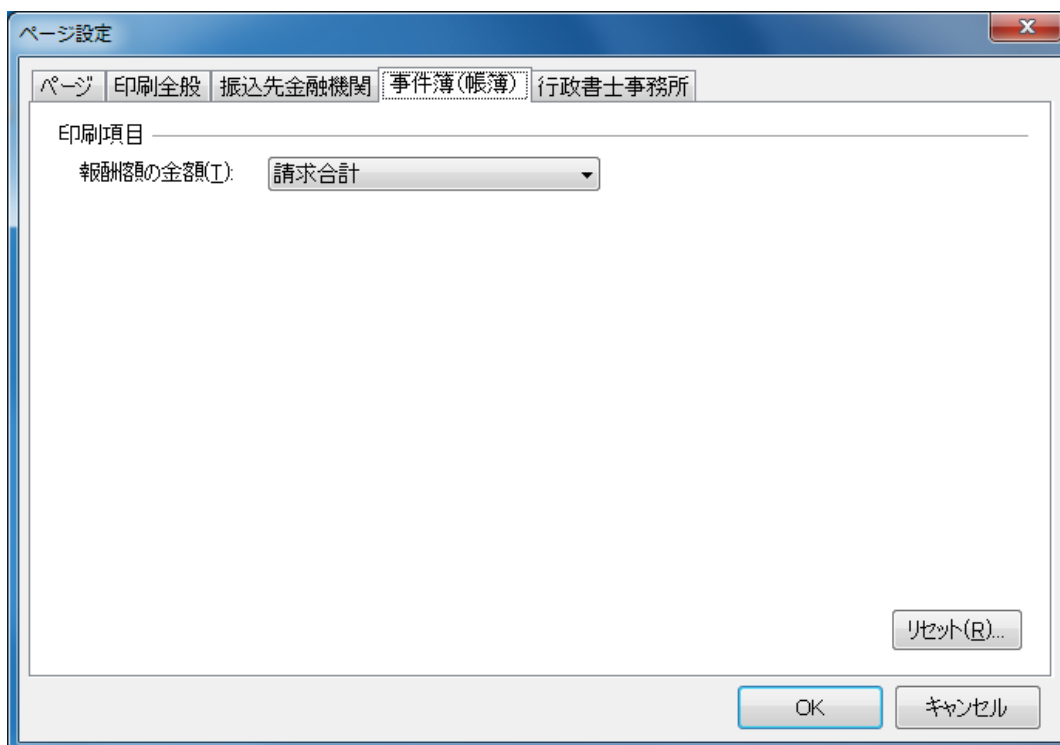 ページ設定
ページ 印刷全般 振込先金融機関 事件簿(帳簿) 行政書士事務所
印刷項目
報酬額の金額(T): 請求合計
リセット(R)...
OK キャンセル